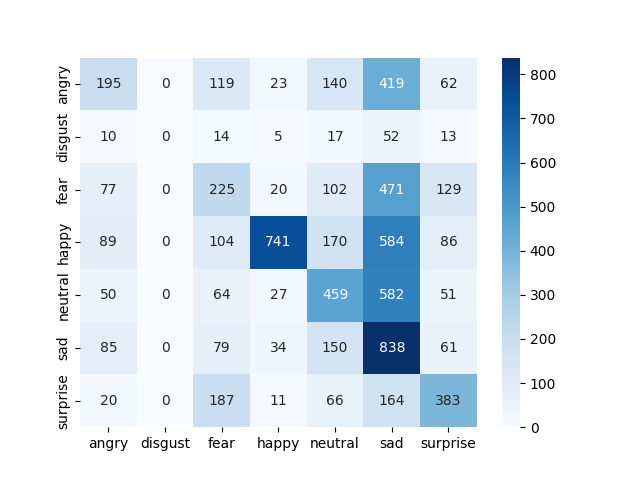 angry 195 0 119 23 140 419 62
disgust 10 0 14 5 17 52 13
fear 77 0 225 20 102 471 129
happy 89 0 104 741 170 584 86
neutral 50 0 64 27 459 582 51
sad 85 0 79 34 150 838 61
surprise 20 0 187 11 66 164 383
angry disgust fear happy neutral sad surprise
800
700
600
500
400
300
200
100
0